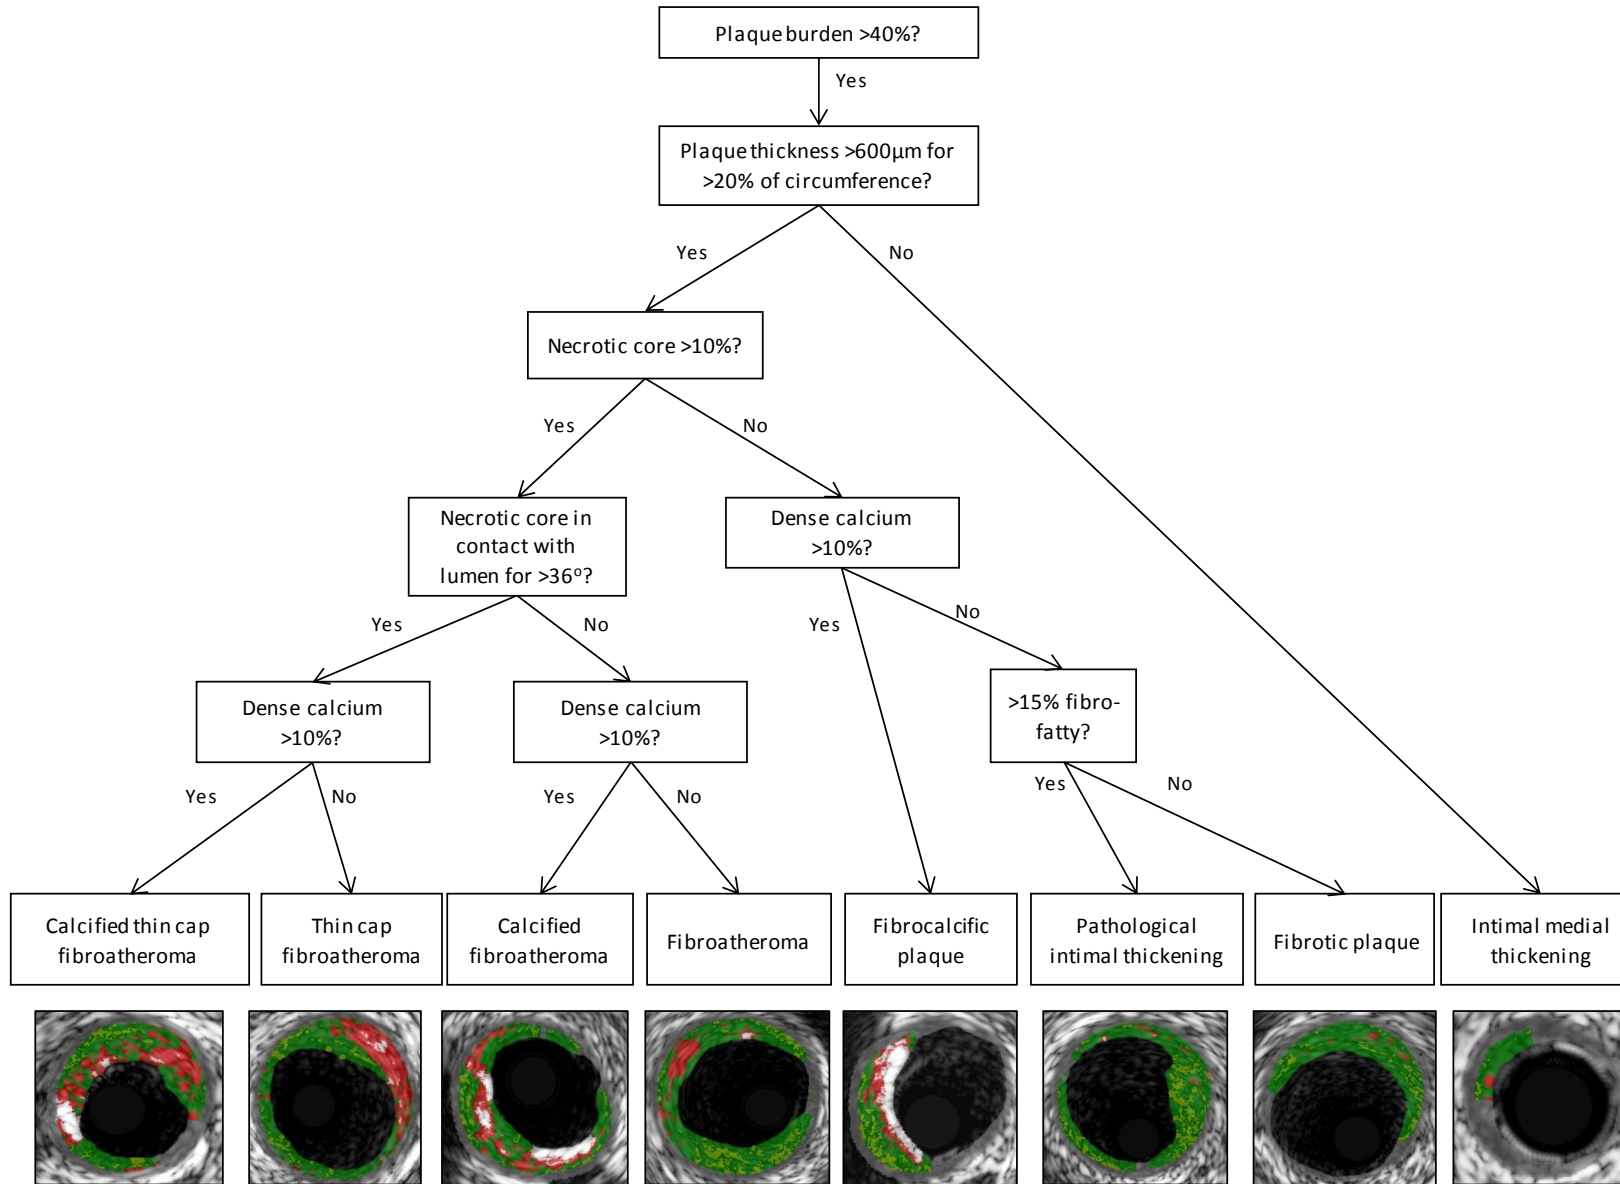 Plaque burden >40%?
Yes
Plaque thickness >600µm for
>20% of circumference?
Yes
No
Necrotic core >10%?
Yes
No
Necrotic core in
contact with
lumen for >36º?
Dense calcium
>10%?
Yes
No
Yes
No
Dense calcium
>10%?
Dense calcium
>10%?
>15% fibro-
fatty?
Yes
No
Yes
No
Yes
No
Calcified thin cap
fibroatheroma
Thin cap
fibroatheroma
Calcified
fibroatheroma
Fibroatheroma
Fibrocalcific
plaque
Pathological
intimal thickening
Fibrotic plaque
Intimal medial
thickening